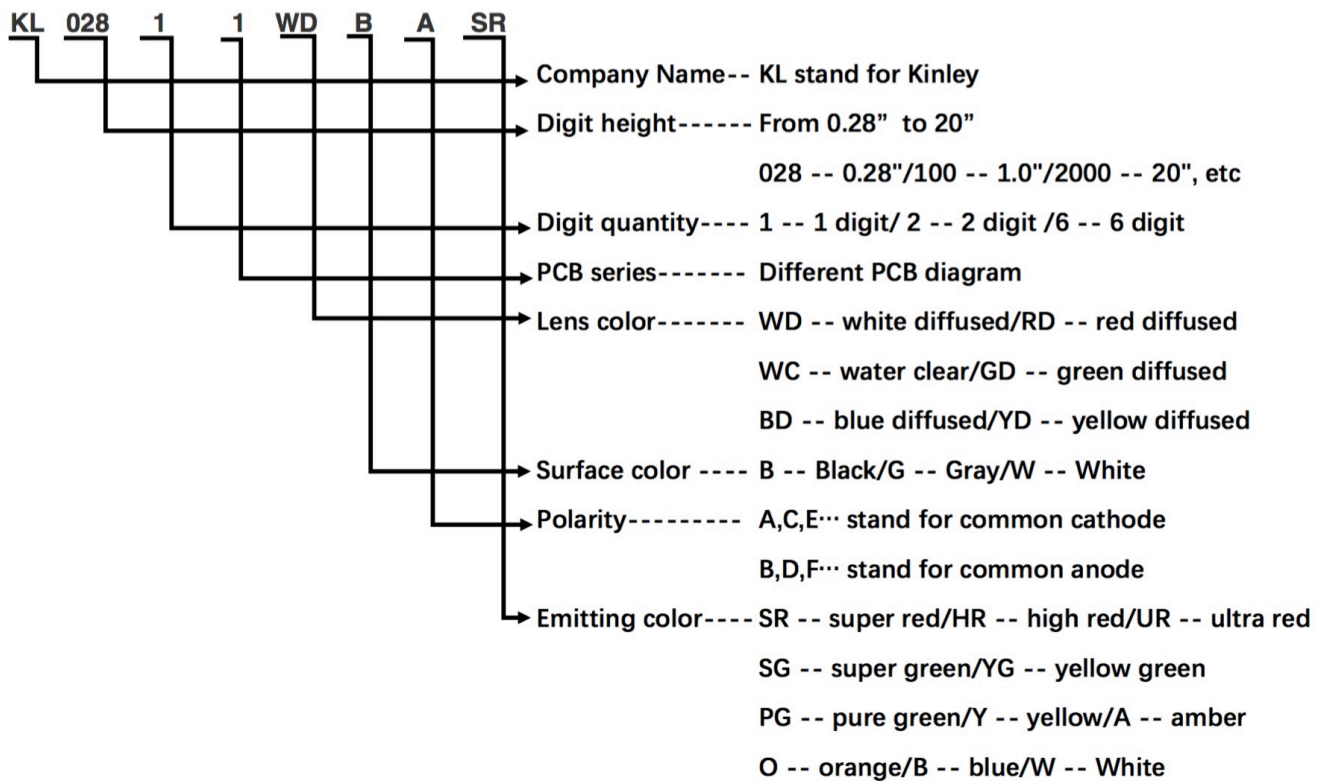 KL 028 1 1 WD B A SR
Company Name-- KL stand for Kinley
Digit height------ From 0.28” to 20”
028 -- 0.28"/100 -- 1.0"/2000 -- 20", etc
Digit quantity---- 1 -- 1 digit/ 2 -- 2 digit /6 -- 6 digit
PCB series------- Different PCB diagram
Lens color------- WD -- white diffused/RD -- red diffused
WC -- water clear/GD -- green diffused
BD -- blue diffused/YD -- yellow diffused
Surface color ---- B -- Black/G -- Gray/W -- White
Polarity--------- A,C,E··· stand for common cathode
B,D,F··· stand for common anode
Emitting color---- SR -- super red/HR -- high red/UR -- ultra red
SG -- super green/YG -- yellow green
PG -- pure green/Y -- yellow/A -- amber
O -- orange/B -- blue/W -- White